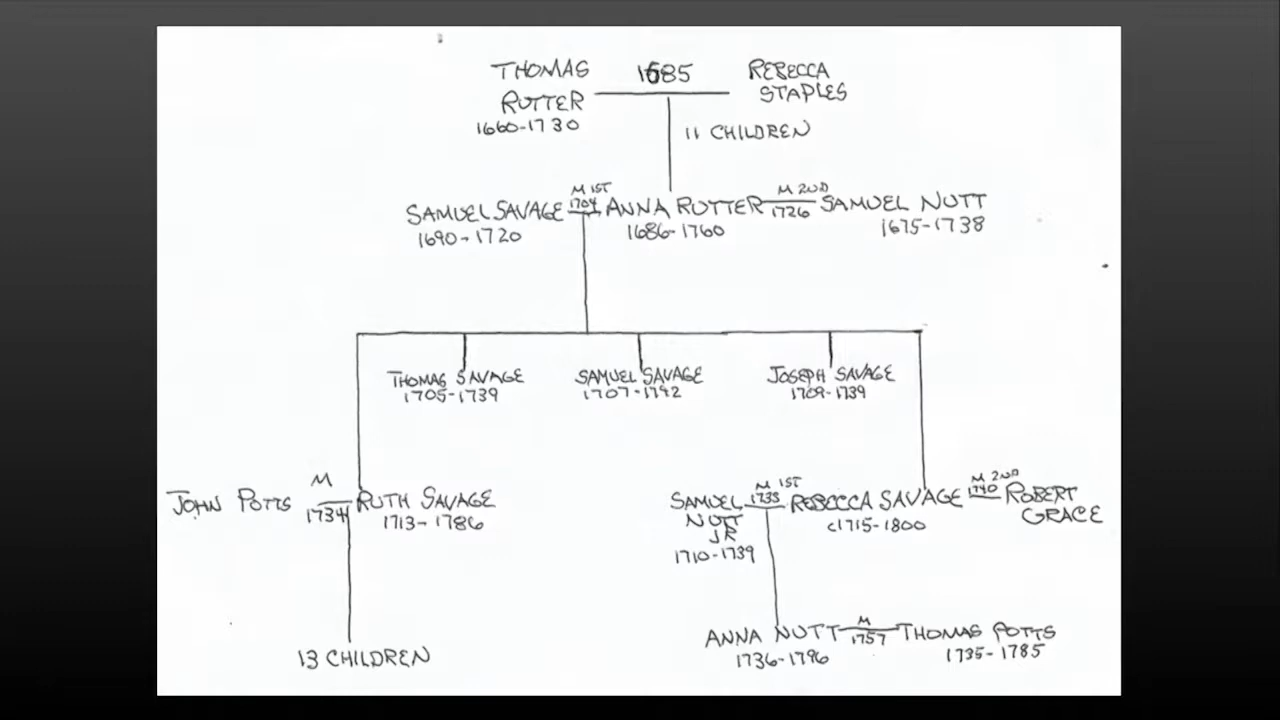 THOMAS 1685 REBECCA
RUTTER STAPLES
1660-1730
11 CHILDREN
M 1ST M 2ND
SAMUEL SAVAGE 1704 ANNA RUTTER 1726 SAMUEL NUTT
1690-1720 1686-1760 1675-1738
THOMAS SAVAGE SAMUEL SAVAGE JOSEPH SAVAGE
1705-1739 1707-1742 1709-1739
M M 1ST M 2ND
JOHN POTTS 1734 RUTH SAVAGE SAMUEL 1733 REBECCA SAVAGE 1740 ROBERT
1713-1786 NUTT c1715-1800 GRACE
JR
1710-1739
M
ANNA NUTT 1757 THOMAS POTTS
13 CHILDREN 1736-1796 1735-1785